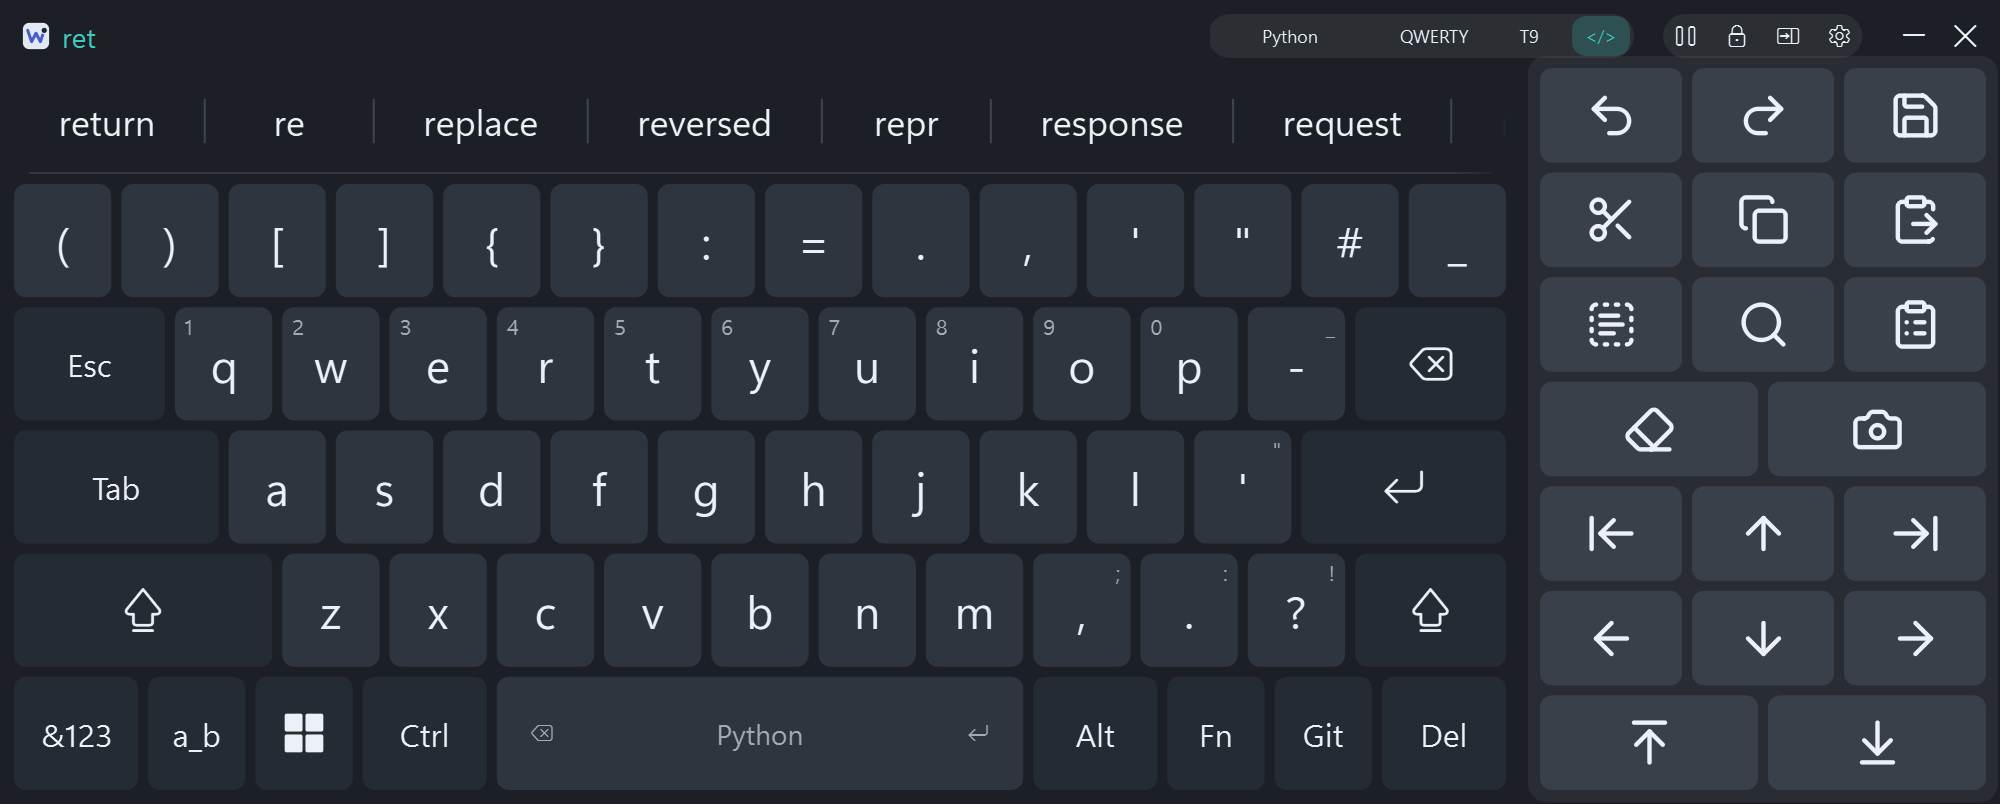 ret
Python QWERTY T9 </>
return re replace reversed repr response request
( ) [ ] { } : = . , ' " # _
Esc 1 q 2 w 3 e 4 r 5 t 6 y 7 u 8 i 9 o 0 p - _
Tab a s d f g h j k l ' "
z x c v b n m , ; . : ? !
&123 a_b Ctrl Python Alt Fn Git Del